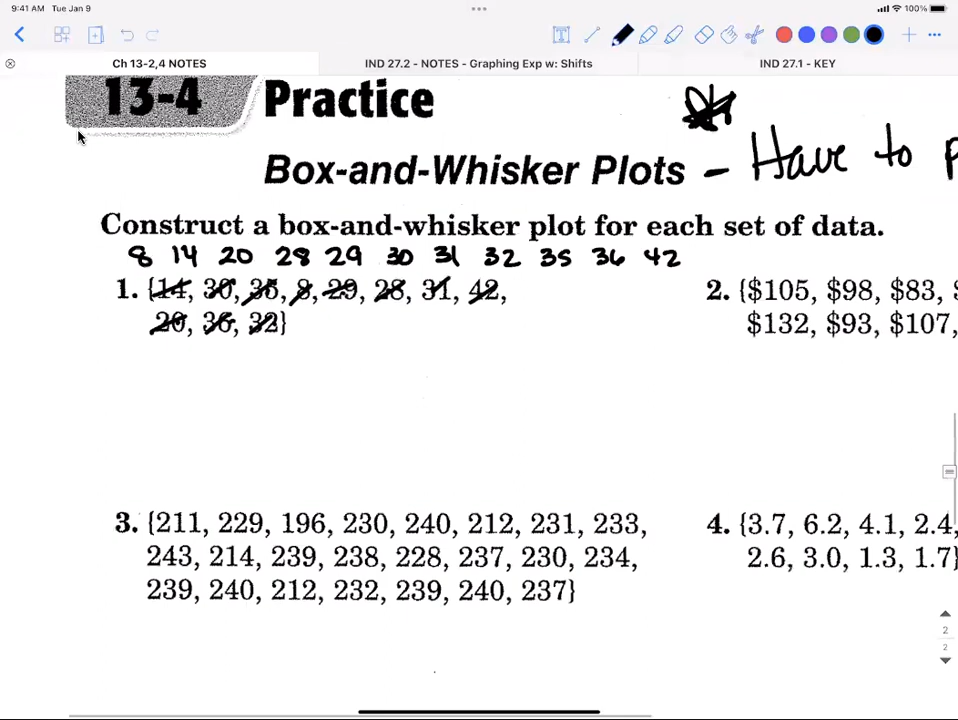 9:41 AM Tue Jan 9
100%
Ch 13-2,4 NOTES
IND 27.2 - NOTES - Graphing Exp w: Shifts
IND 27.1 - KEY
13-4 Practice
Box-and-Whisker Plots - Have to
Construct a box-and-whisker plot for each set of data.
8 14 20 28 29 30 31 32 35 36 42
1. {14, 30, 35, 8, 29, 28, 31, 42,
20, 36, 32}
2. {$105, $98, $83,
$132, $93, $107,
3. {211, 229, 196, 230, 240, 212, 231, 233,
243, 214, 239, 238, 228, 237, 230, 234,
239, 240, 212, 232, 239, 240, 237}
4. {3.7, 6.2, 4.1, 2.4,
2.6, 3.0, 1.3, 1.7}
2
2